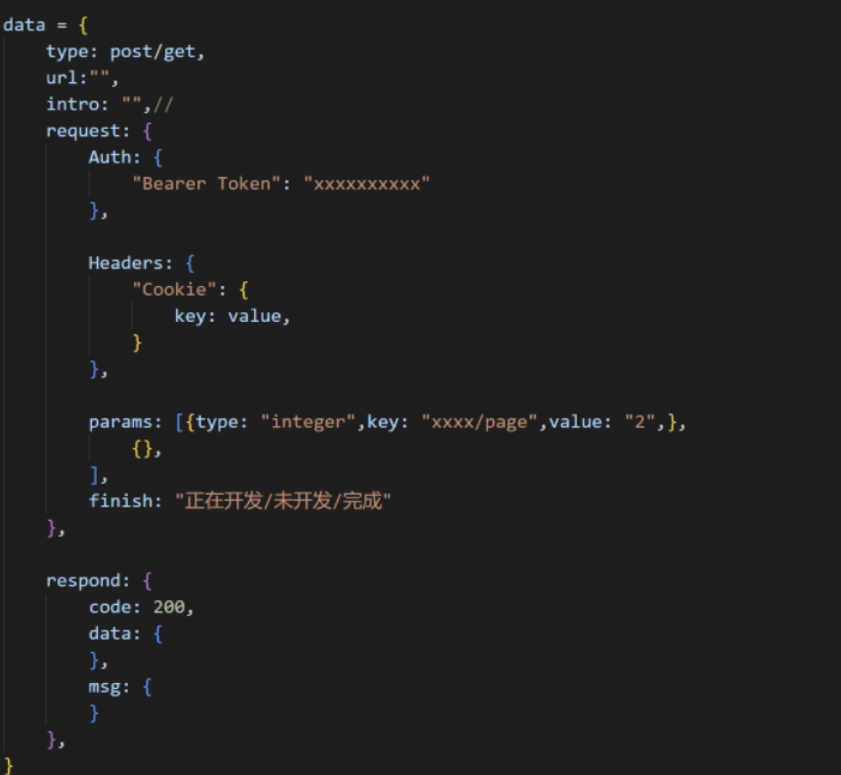 data = {
type: post/get,
url:"",
intro: "",//
request: {
Auth: {
"Bearer Token": "xxxxxxxxxx"
},
Headers: {
"Cookie": {
key: value,
}
},
params: [{type: "integer",key: "xxxx/page",value: "2",},
{},
],
finish: "正在开发/未开发/完成"
},
respond: {
code: 200,
data: {
},
msg: {
}
},
}